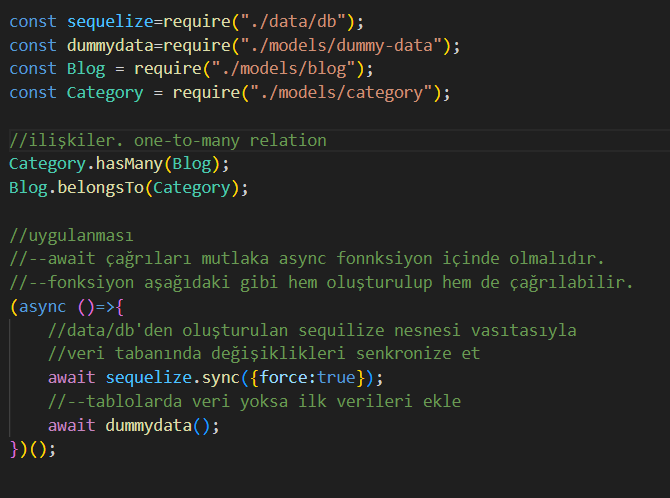 const sequelize=require("./data/db");
const dummydata=require("./models/dummy-data");
const Blog = require("./models/blog");
const Category = require("./models/category");
//ilişkiler. one-to-many relation
Category.hasMany(Blog);
Blog.belongsTo(Category);
//uygulanması
//--await çağrıları mutlaka async fonnksiyon içinde olmalıdır.
//--fonksiyon aşağıdaki gibi hem oluşturulup hem de çağrılabilir.
(async ()=>{
//data/db'den oluşturulan sequilize nesnesi vasıtasıyla
//veri tabanında değişiklikleri senkronize et
await sequelize.sync({force:true});
//--tablolarda veri yoksa ilk verileri ekle
await dummydata();
})();